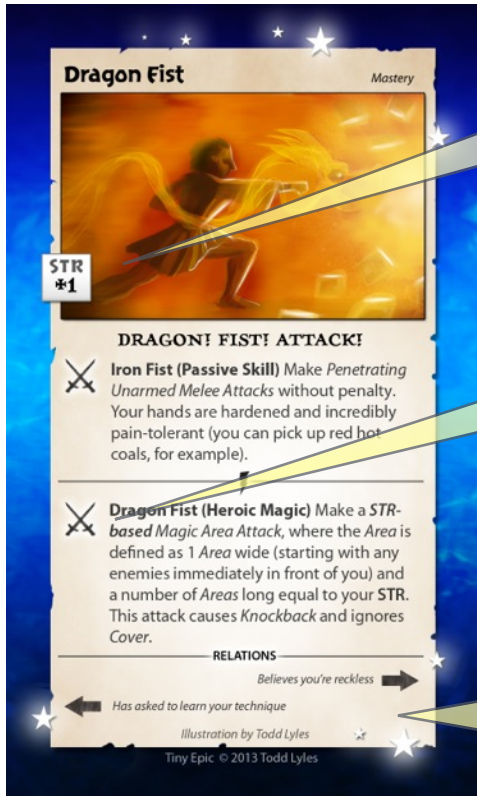 Dragon Fist
Mastery
STR
✠1
DRAGON! FIST! ATTACK!
Iron Fist (Passive Skill) Make Penetrating
Unarmed Melee Attacks without penalty.
Your hands are hardened and incredibly
pain-tolerant (you can pick up red hot
coals, for example).
Dragon Fist (Heroic Magic) Make a STR-
based Magic Area Attack, where the Area is
defined as 1 Area wide (starting with any
enemies immediately in front of you) and
a number of Areas long equal to your STR.
This attack causes Knockback and ignores
Cover.
RELATIONS
Believes you're reckless
Has asked to learn your technique
Illustration by Todd Lyles
Tiny Epic © 2013 Todd Lyles